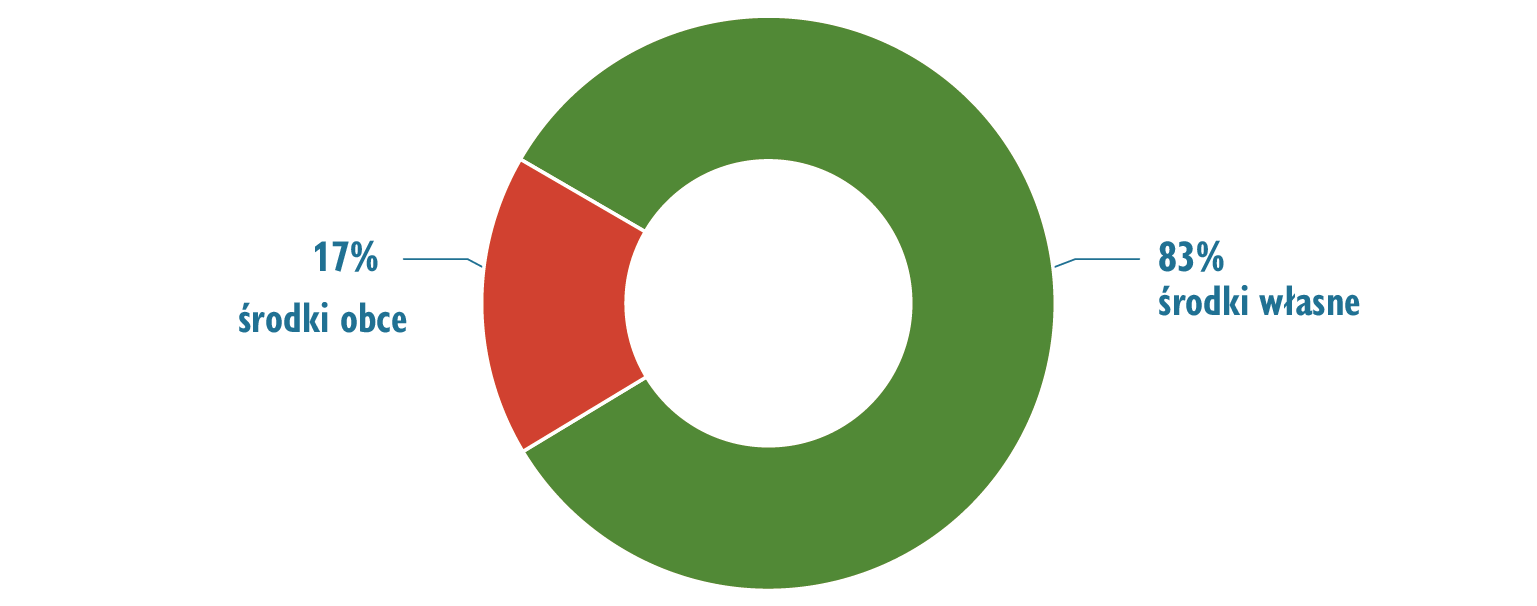 17%
środki obce
83%
środki własne